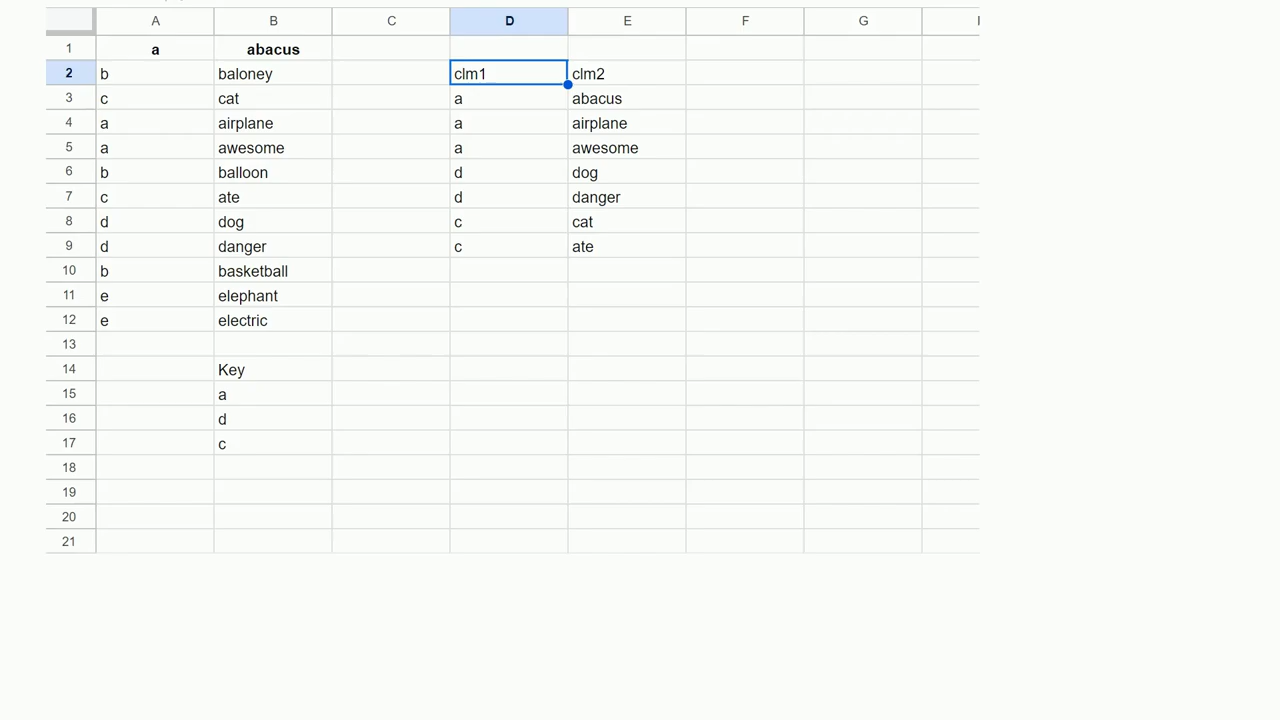 A B C D E F G I
1 a abacus
2 b baloney clm1 clm2
3 c cat a abacus
4 a airplane a airplane
5 a awesome a awesome
6 b balloon d dog
7 c ate d danger
8 d dog c cat
9 d danger c ate
10 b basketball
11 e elephant
12 e electric
13
14 Key
15 a
16 d
17 c
18
19
20
21